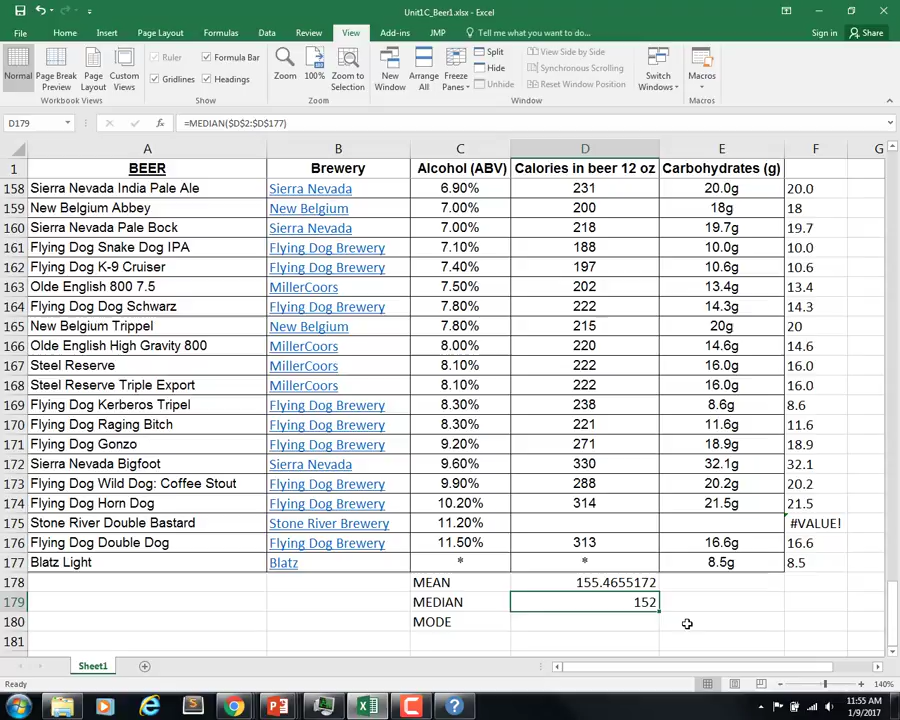 Unit1C_Beer1.xlsx - Excel
File Home Insert Page Layout Formulas Data Review View Add-ins JMP Tell me what you want to do... Sign in Share
Normal Page Break Preview Page Layout Custom Views
Workbook Views
Ruler Formula Bar
Gridlines Headings
Show
Zoom 100% Zoom to Selection
Zoom
New Window Arrange All Freeze Panes
Split View Side by Side
Hide Synchronous Scrolling
Unhide Reset Window Position
Switch Windows
Window
Macros
Macros
D179 fx =MEDIAN($D$2:$D$177)
A B C D E F G
1 BEER Brewery Alcohol (ABV) Calories in beer 12 oz Carbohydrates (g)
158 Sierra Nevada India Pale Ale Sierra Nevada 6.90% 231 20.0g 20.0
159 New Belgium Abbey New Belgium 7.00% 200 18g 18
160 Sierra Nevada Pale Bock Sierra Nevada 7.00% 218 19.7g 19.7
161 Flying Dog Snake Dog IPA Flying Dog Brewery 7.10% 188 10.0g 10.0
162 Flying Dog K-9 Cruiser Flying Dog Brewery 7.40% 197 10.6g 10.6
163 Olde English 800 7.5 MillerCoors 7.50% 202 13.4g 13.4
164 Flying Dog Dog Schwarz Flying Dog Brewery 7.80% 222 14.3g 14.3
165 New Belgium Trippel New Belgium 7.80% 215 20g 20
166 Olde English High Gravity 800 MillerCoors 8.00% 220 14.6g 14.6
167 Steel Reserve MillerCoors 8.10% 222 16.0g 16.0
168 Steel Reserve Triple Export MillerCoors 8.10% 222 16.0g 16.0
169 Flying Dog Kerberos Tripel Flying Dog Brewery 8.30% 238 8.6g 8.6
170 Flying Dog Raging Bitch Flying Dog Brewery 8.30% 221 11.6g 11.6
171 Flying Dog Gonzo Flying Dog Brewery 9.20% 271 18.9g 18.9
172 Sierra Nevada Bigfoot Sierra Nevada 9.60% 330 32.1g 32.1
173 Flying Dog Wild Dog: Coffee Stout Flying Dog Brewery 9.90% 288 20.2g 20.2
174 Flying Dog Horn Dog Flying Dog Brewery 10.20% 314 21.5g 21.5
175 Stone River Double Bastard Stone River Brewery 11.20% #VALUE!
176 Flying Dog Double Dog Flying Dog Brewery 11.50% 313 16.6g 16.6
177 Blatz Light Blatz * * 8.5g 8.5
178 MEAN 155.4655172
179 MEDIAN 152
180 MODE
181
Sheet1
Ready 140%
11:55 AM
1/9/2017